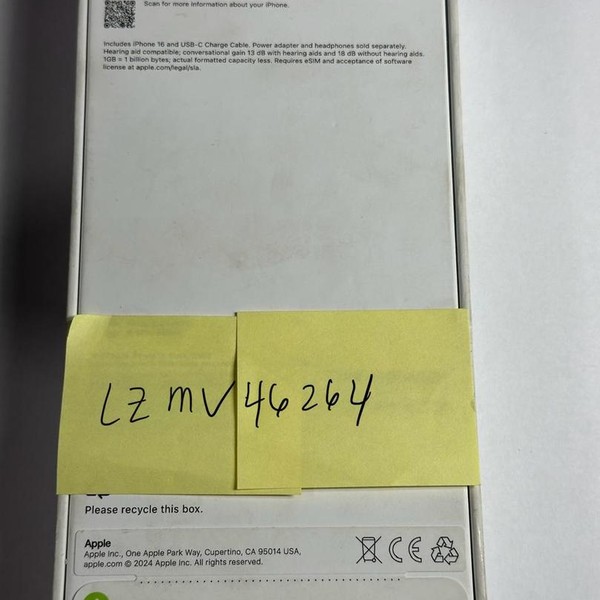 Scan for more information about your iPhone.
Includes iPhone 16 and USB-C Charge Cable. Power adapter and headphones sold separately.
Hearing aid compatible; conversational gain 13 dB with hearing aids and 18 dB without hearing aids.
1GB = 1 billion bytes; actual formatted capacity less. Requires eSIM and acceptance of software
license at apple.com/legal/sla.
LZMV46264
Please recycle this box.
Apple
Apple Inc., One Apple Park Way, Cupertino, CA 95014 USA,
apple.com © 2024 Apple Inc. All rights reserved.
CE